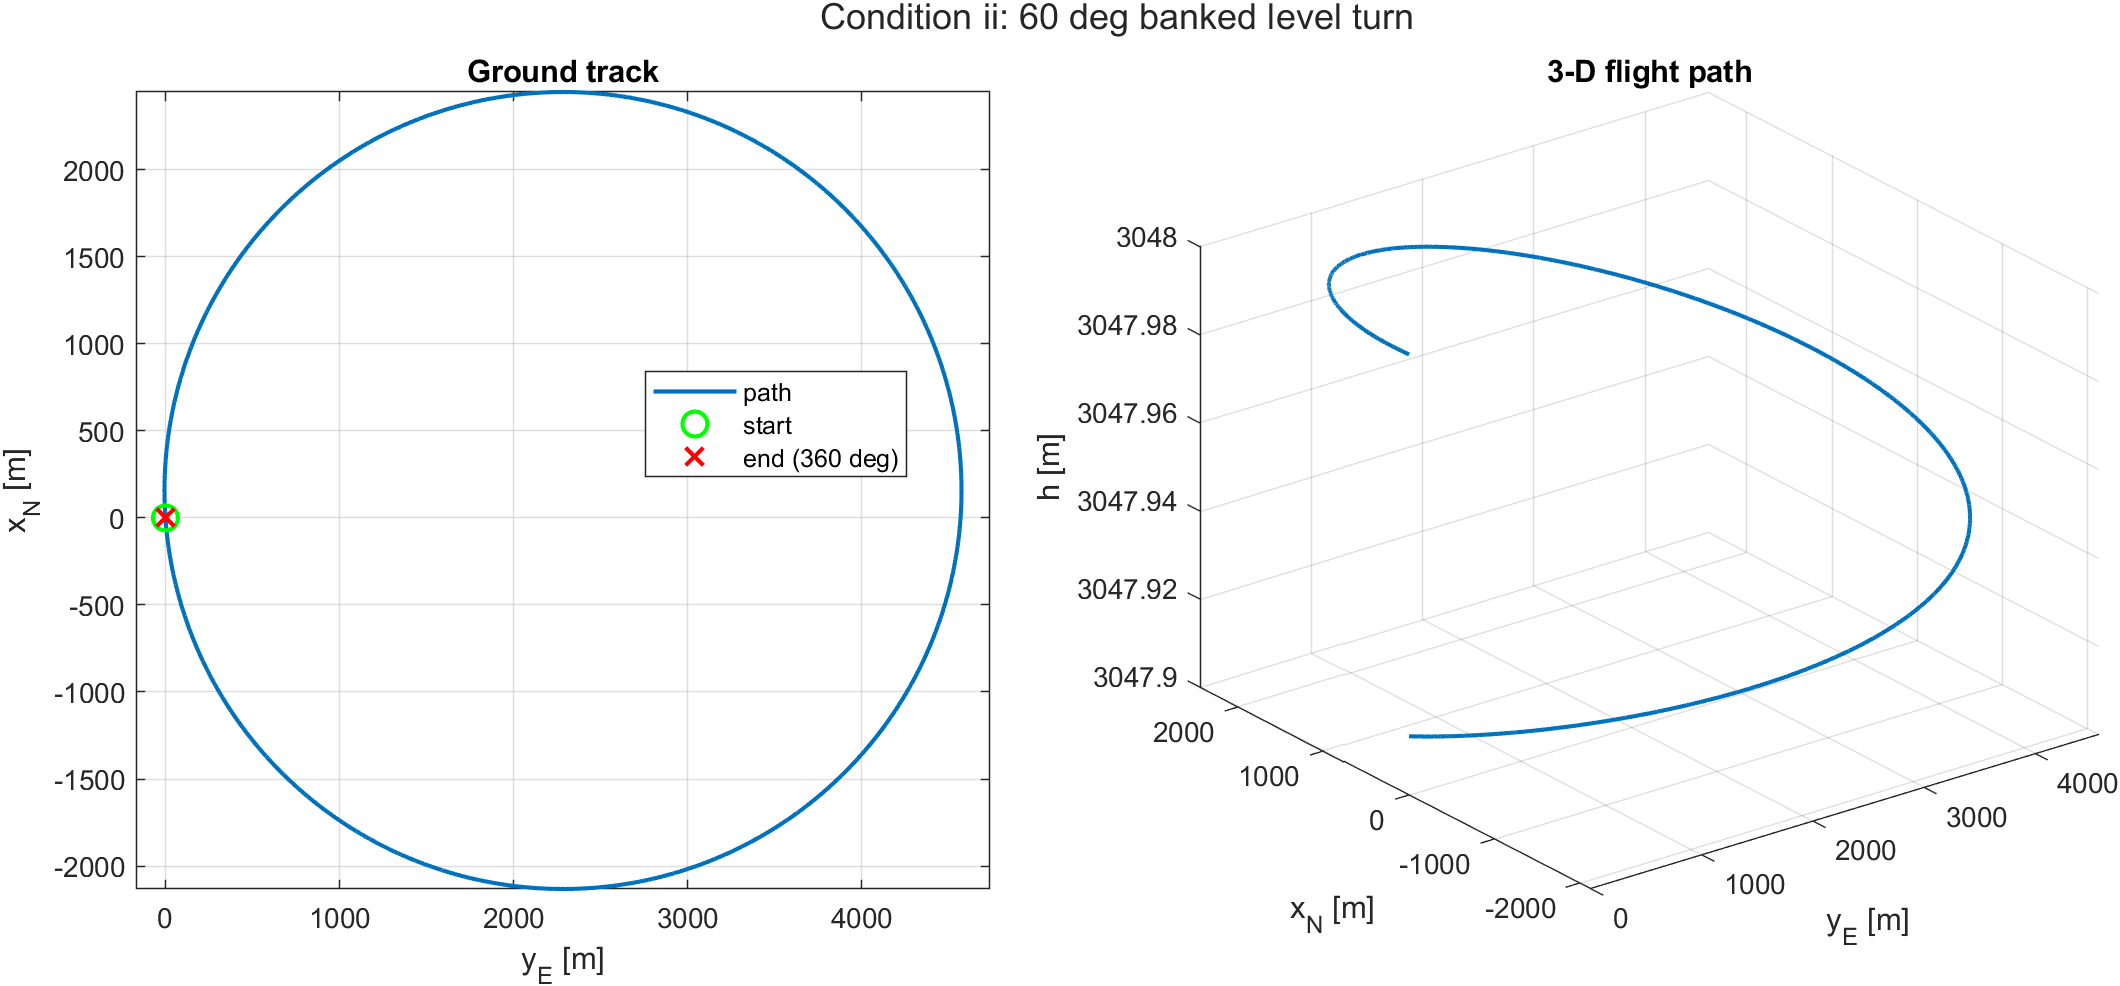 Condition ii: 60 deg banked level turn
Ground track
2000
1500
1000
500
0
-500
-1000
-1500
-2000
x_N [m]
0
1000
2000
3000
4000
y_E [m]
path
start
end (360 deg)
3-D flight path
3048
3047.98
3047.96
3047.94
3047.92
3047.9
h [m]
2000
1000
0
-1000
-2000
x_N [m]
0
1000
2000
3000
4000
y_E [m]